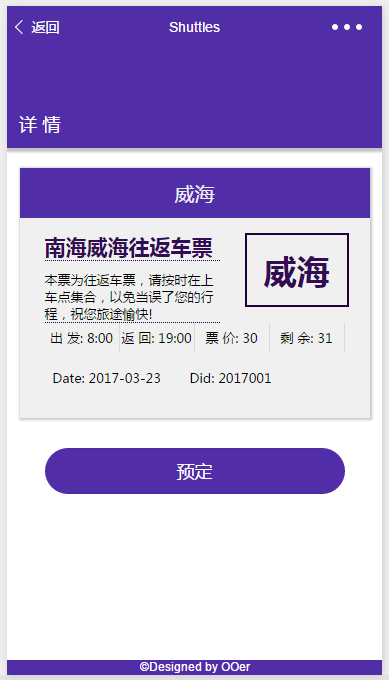 返回 Shuttles
详 情
威海
南海威海往返车票
威海
本票为往返车票，请按时在上
车点集合，以免当误了您的行
程，祝您旅途愉快!
出 发: 8:00 返 回: 19:00 票 价: 30 剩 余: 31
Date: 2017-03-23 Did: 2017001
预定
©Designed by OOer